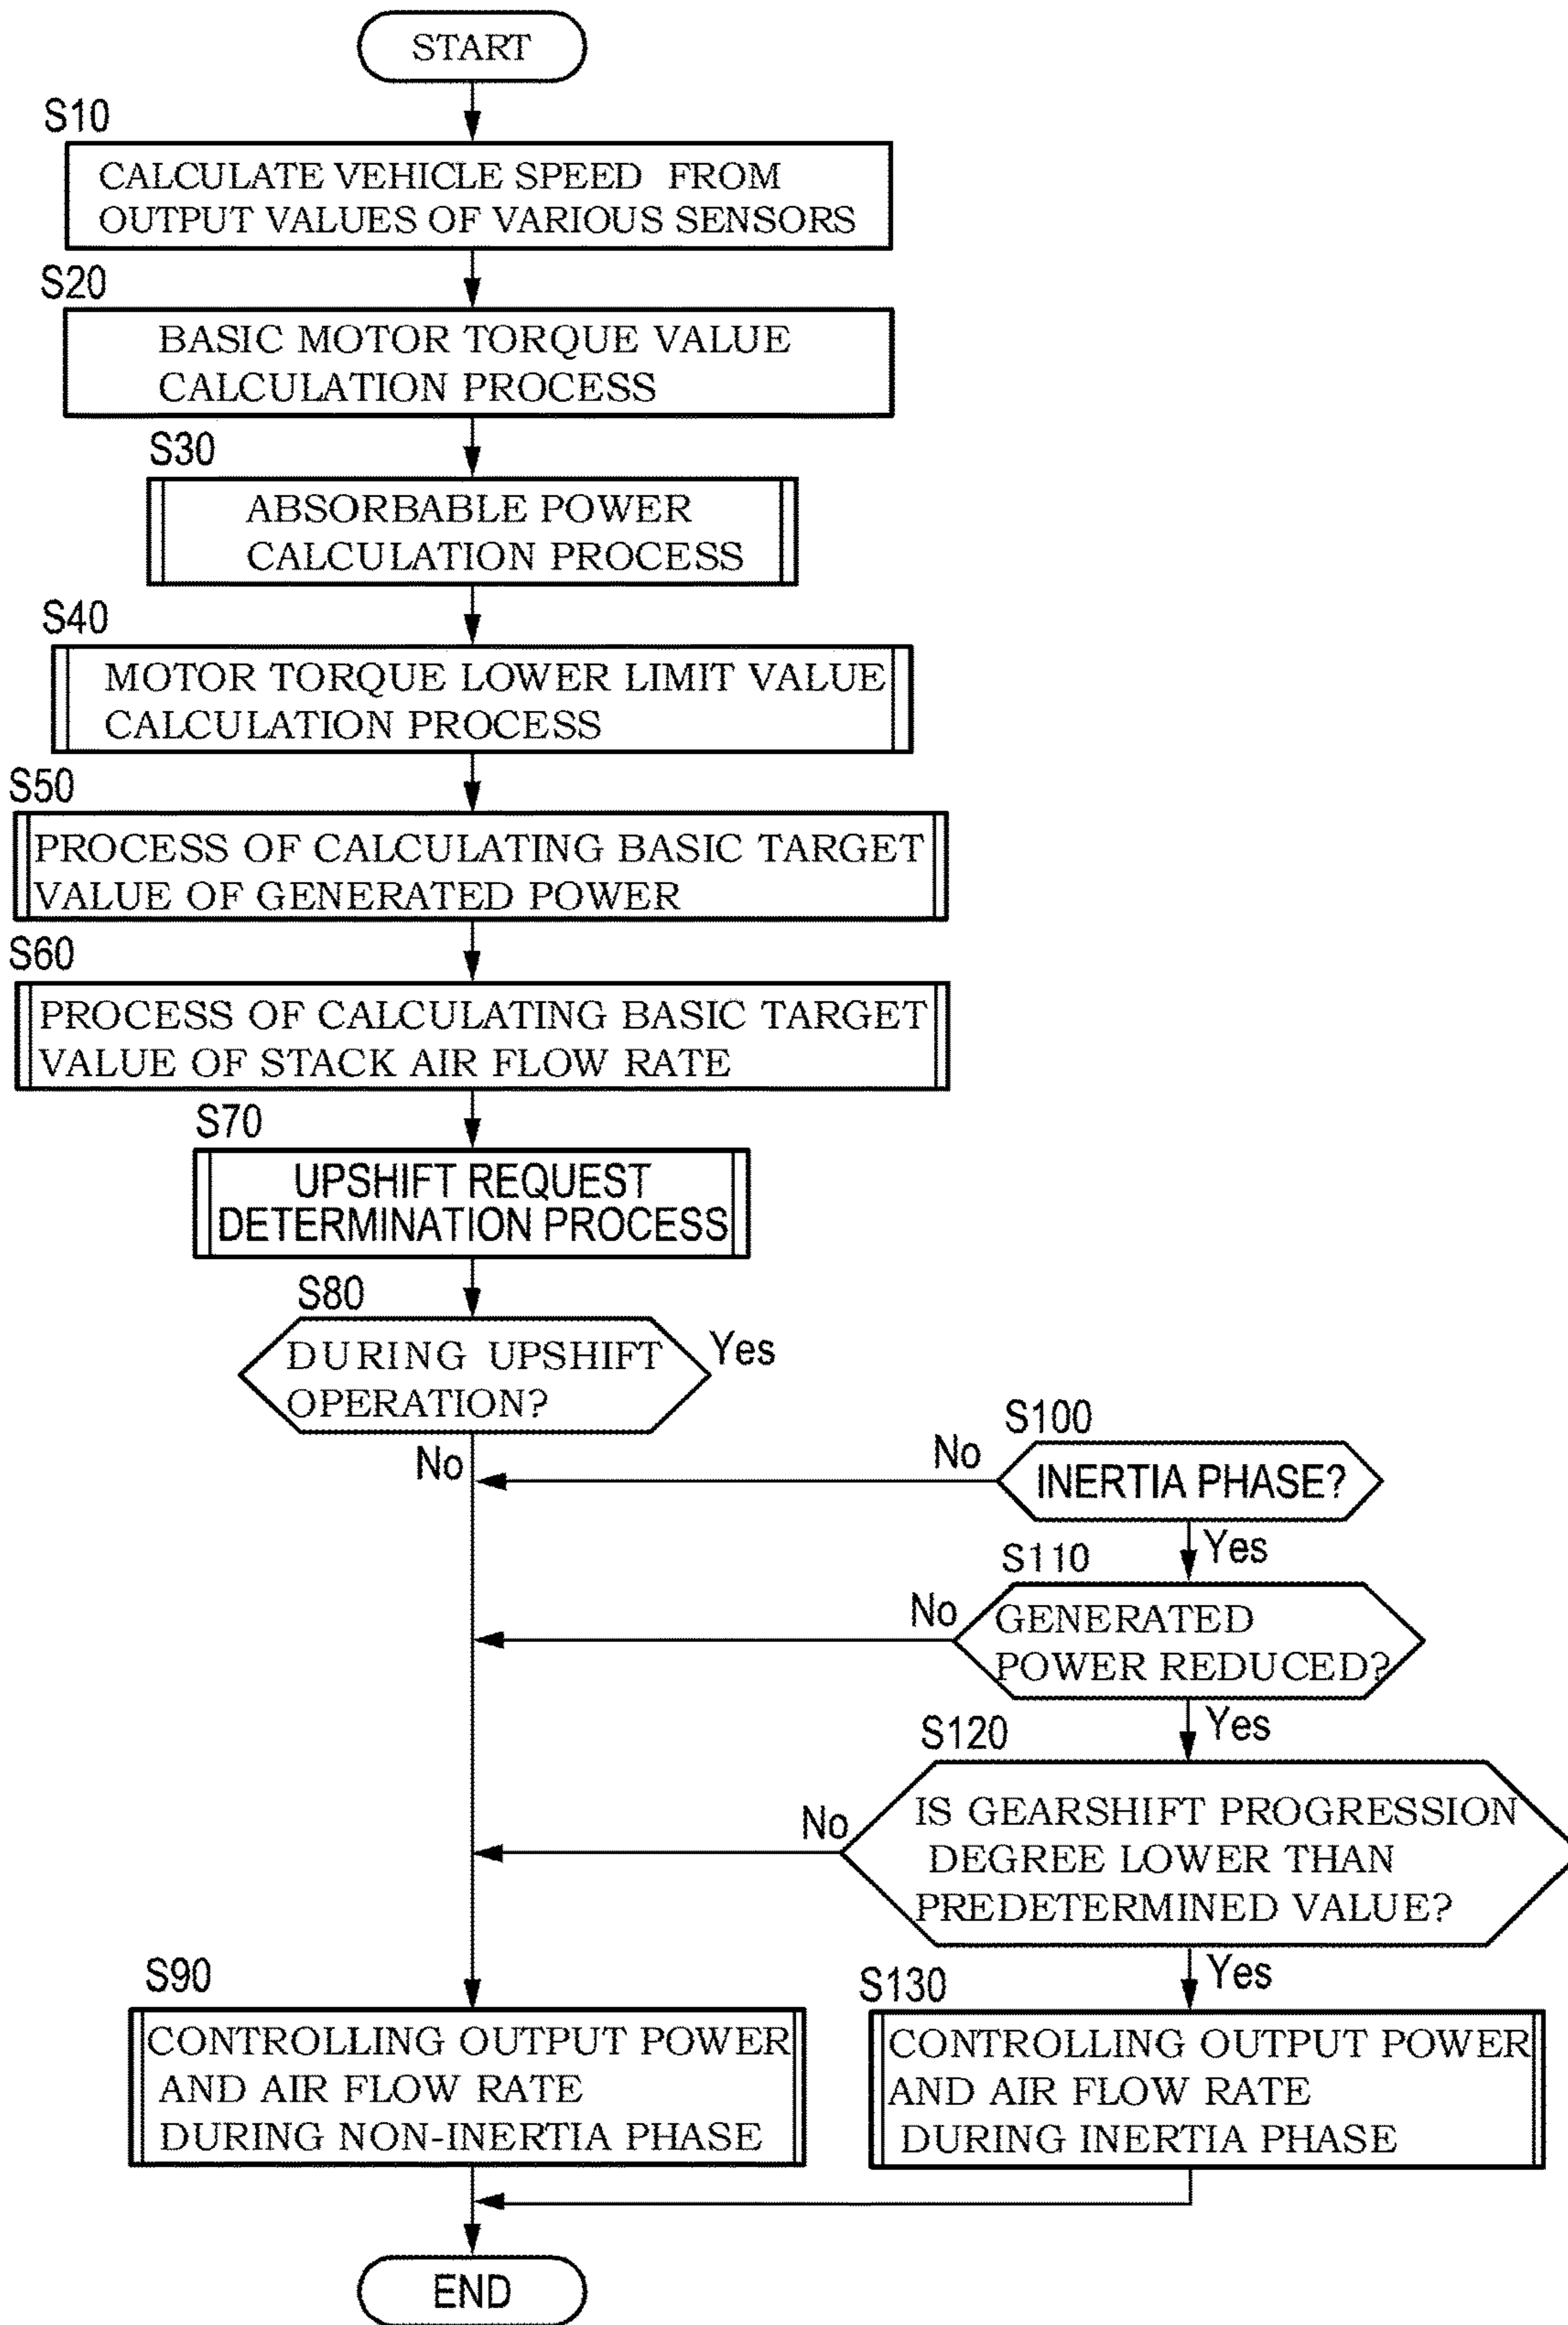 START
S10
CALCULATE VEHICLE SPEED FROM
OUTPUT VALUES OF VARIOUS SENSORS
S20
BASIC MOTOR TORQUE VALUE
CALCULATION PROCESS
S30
ABSORBABLE POWER
CALCULATION PROCESS
S40
MOTOR TORQUE LOWER LIMIT VALUE
CALCULATION PROCESS
S50
PROCESS OF CALCULATING BASIC TARGET
VALUE OF GENERATED POWER
S60
PROCESS OF CALCULATING BASIC TARGET
VALUE OF STACK AIR FLOW RATE
S70
UPSHIFT REQUEST
DETERMINATION PROCESS
S80
DURING UPSHIFT
OPERATION?
Yes
No
S100
INERTIA PHASE?
No
Yes
S110
GENERATED
POWER REDUCED?
No
Yes
S120
IS GEARSHIFT PROGRESSION
DEGREE LOWER THAN
PREDETERMINED VALUE?
No
Yes
S90
CONTROLLING OUTPUT POWER
AND AIR FLOW RATE
DURING NON-INERTIA PHASE
S130
CONTROLLING OUTPUT POWER
AND AIR FLOW RATE
DURING INERTIA PHASE
END